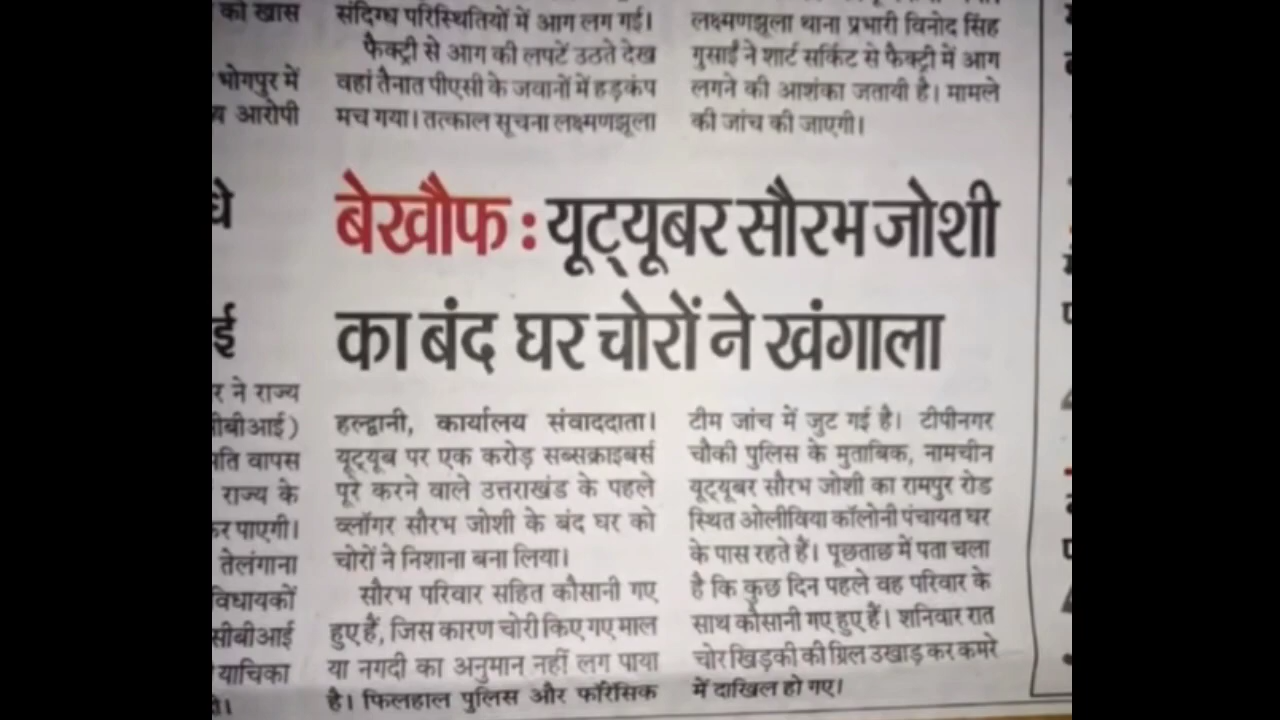 को खास
भोगपुर में
आरोपी
संदिग्ध परिस्थितियों में आग लग गई।
फैक्ट्री से आग की लपटें उठते देख
वहां तैनात पीएसी के जवानों में हड़कंप
मच गया। तत्काल सूचना लक्ष्मणझूला
लक्ष्मणझूला थाना प्रभारी विनोद सिंह
गुसाईं ने शार्ट सर्किट से फैक्ट्री में आग
लगने की आशंका जतायी है। मामले
की जांच की जाएगी।
बेखौफ : यूट्यूबर सौरभ जोशी
का बंद घर चोरों ने खंगाला
र ने राज्य
ीबीआई)
वापस
राज्य के
कर पाएगी।
तेलंगाना
विधायकों
सीबीआई
याचिका
हल्द्वानी, कार्यालय संवाददाता।
यूट्यूब पर एक करोड़ सब्सक्राइबर्स
पूरे करने वाले उत्तराखंड के पहले
व्लॉगर सौरभ जोशी के बंद घर को
चोरों ने निशाना बना लिया।
सौरभ परिवार सहित कौसानी गए
हुए हैं, जिस कारण चोरी किए गए माल
या नगदी का अनुमान नहीं लग पाया
है। फिलहाल पुलिस और फॉरेंसिक
टीम जांच में जुट गई है। टीपीनगर
चौकी पुलिस के मुताबिक, नामचीन
यूट्यूबर सौरभ जोशी का रामपुर रोड
स्थित ओलीविया कॉलोनी पंचायत घर
के पास रहते हैं। पूछताछ में पता चला
है कि कुछ दिन पहले वह परिवार के
साथ कौसानी गए हुए हैं। शनिवार रात
चोर खिड़की की ग्रिल उखाड़ कर कमरे
में दाखिल हो गए।